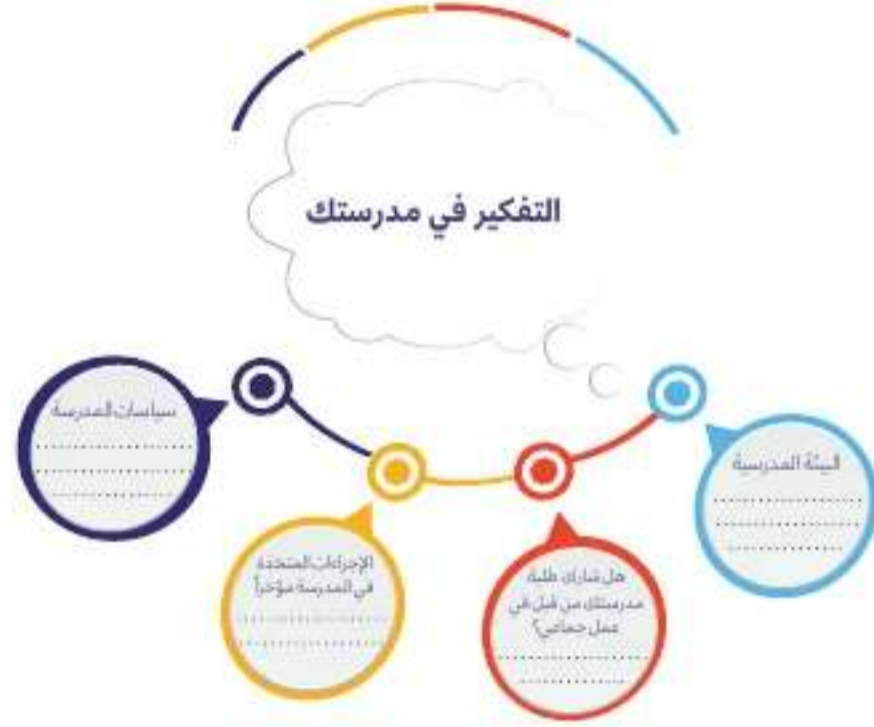 التفكير في مدرستك
البيئة المدرسية
هل شارك طلبة
مدرستك من قبل في
عمل جماعي؟
الإجراءات المتخذة
في المدرسة مؤخراً
سياسات المدرسة